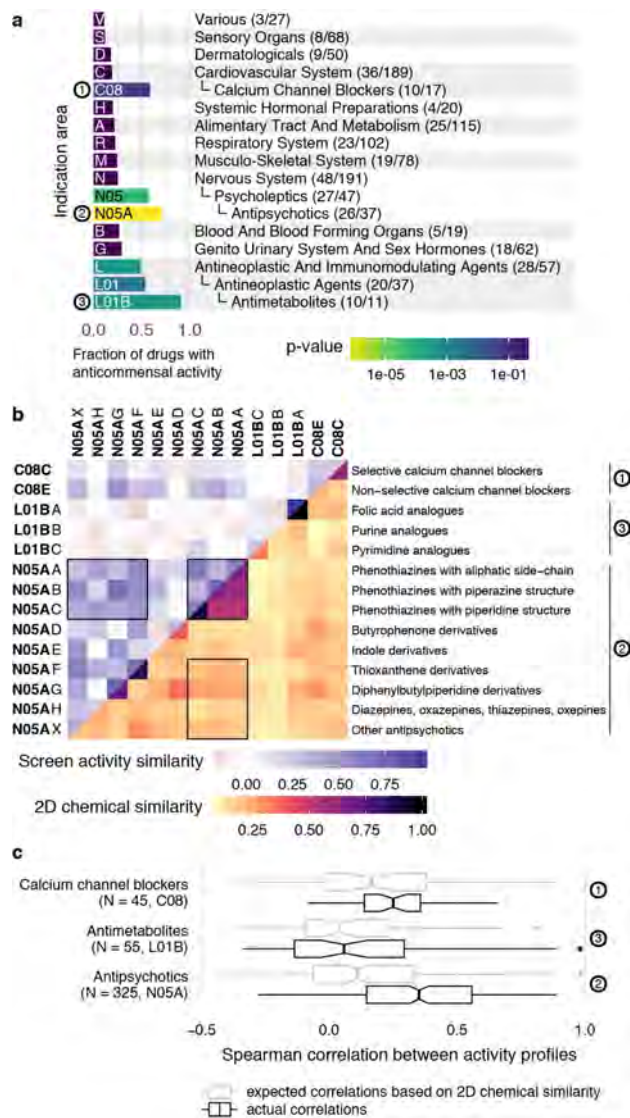 a
V Various (3/27)
S Sensory Organs (8/68)
D Dermatologicals (9/50)
C Cardiovascular System (36/189)
1 C08 Calcium Channel Blockers (10/17)
H Systemic Hormonal Preparations (4/20)
A Alimentary Tract And Metabolism (25/115)
R Respiratory System (23/102)
M Musculo-Skeletal System (19/78)
N Nervous System (48/191)
N05 Psycholeptics (27/47)
2 N05A Antipsychotics (26/37)
B Blood And Blood Forming Organs (5/19)
G Genito Urinary System And Sex Hormones (18/62)
L Antineoplastic And Immunomodulating Agents (28/57)
L01 Antineoplastic Agents (20/37)
3 L01B Antimetabolites (10/11)
Indication area
0.0 0.5 1.0
Fraction of drugs with
anticommensal activity
p-value
1e-05 1e-03 1e-01
b
N05AX N05AH N05AG N05AF N05AE N05AD N05AC N05AB N05AA L01BC L01BB L01BA C08E C08C
C08C Selective calcium channel blockers
C08E Non-selective calcium channel blockers
1
L01BA Folic acid analogues
L01BB Purine analogues
L01BC Pyrimidine analogues
3
N05AA Phenothiazines with aliphatic side-chain
N05AB Phenothiazines with piperazine structure
N05AC Phenothiazines with piperidine structure
N05AD Butyrophenone derivatives
N05AE Indole derivatives
N05AF Thioxanthene derivatives
N05AG Diphenylbutylpiperidine derivatives
N05AH Diazepines, oxazepines, thiazepines, oxepines
N05AX Other antipsychotics
2
Screen activity similarity
0.00 0.25 0.50 0.75
2D chemical similarity
0.25 0.50 0.75 1.00
c
Calcium channel blockers
(N = 45, C08)
1
Antimetabolites
(N = 55, L01B)
3
Antipsychotics
(N = 325, N05A)
2
−0.5 0.0 0.5 1.0
Spearman correlation between activity profiles
expected correlations based on 2D chemical similarity
actual correlations